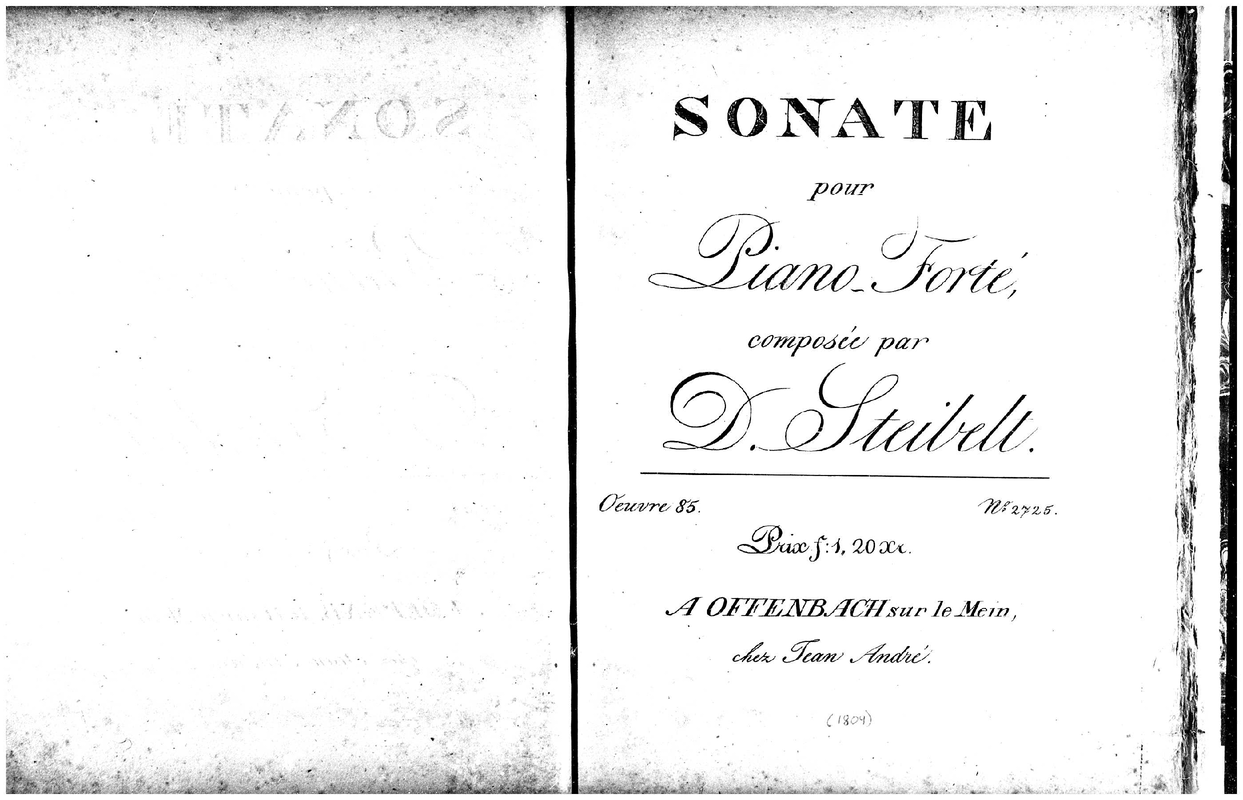 SONATE
pour
Piano-Forté,
composée par
D. Steibelt.
Oeuvre 85.
No 2725.
Prix f: 1, 20 Xr.
A OFFENBACH sur le Mein,
chez Jean André.
(1804)